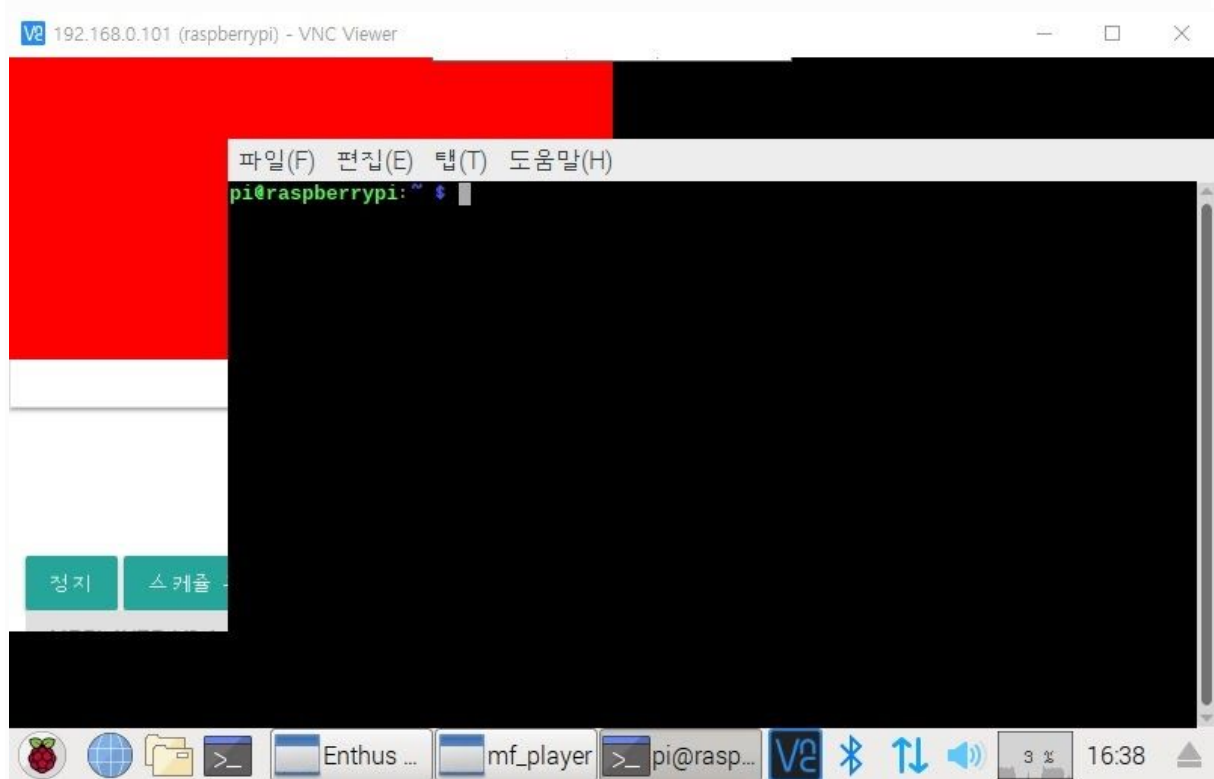 192.168.0.101 (raspberrypi) - VNC Viewer
파일(F) 편집(E) 탭(T) 도움말(H)
pi@raspberrypi:~ $
정지
스케쥴
Enthus ...
mf_player
pi@rasp...
3 %
16:38